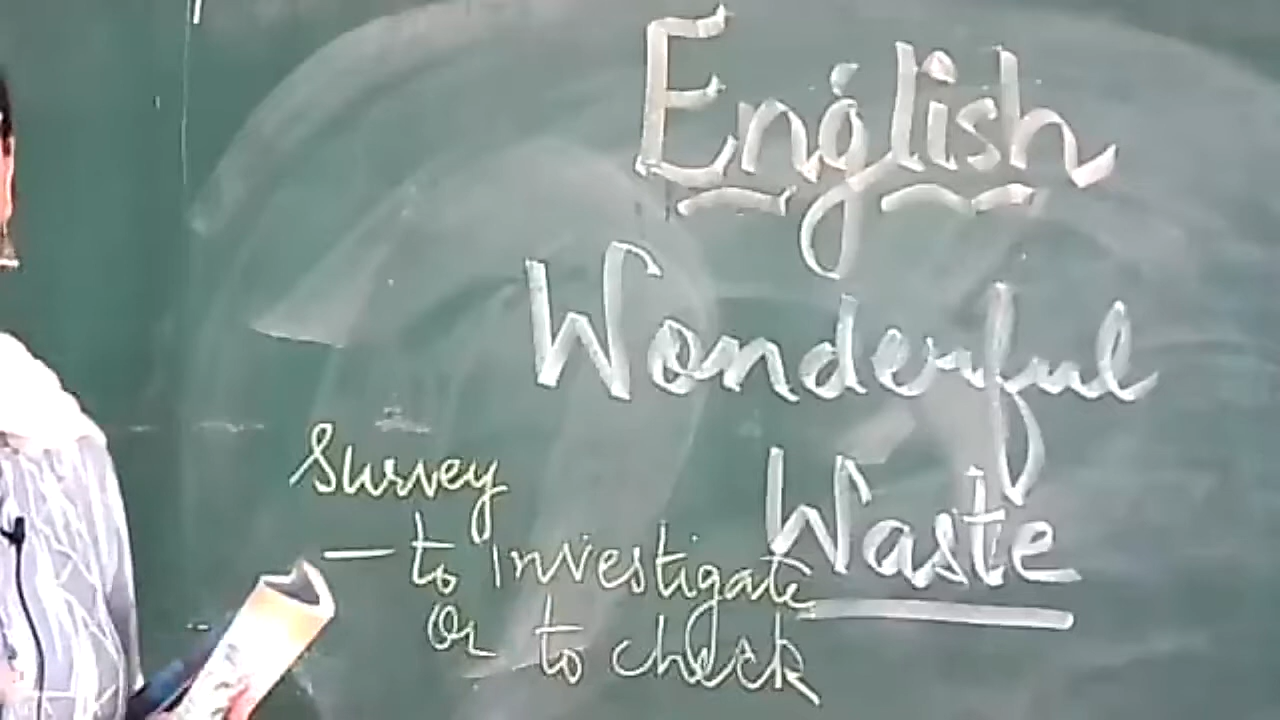 English
Wonderful
Waste
Survey
— to investigate
Or to check